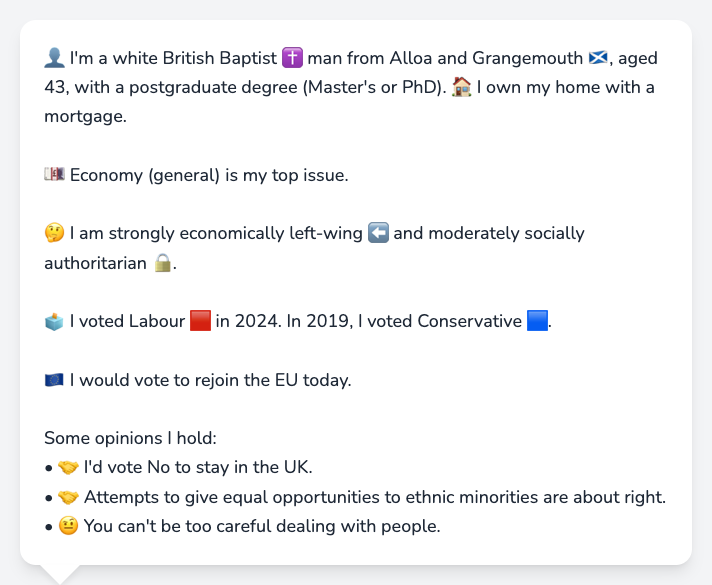 👤 I'm a white British Baptist ✝️ man from Alloa and Grangemouth 🏴󠁧󠁢󠁳󠁣󠁴󠁿, aged
43, with a postgraduate degree (Master's or PhD). 🏠 I own my home with a
mortgage.
💷 Economy (general) is my top issue.
🤔 I am strongly economically left-wing ⬅️ and moderately socially
authoritarian 🔒.
🗳️ I voted Labour 🟥 in 2024. In 2019, I voted Conservative 🟦.
🇪🇺 I would vote to rejoin the EU today.
Some opinions I hold:
• 🤝 I'd vote No to stay in the UK.
• 🤝 Attempts to give equal opportunities to ethnic minorities are about right.
• 🤨 You can't be too careful dealing with people.